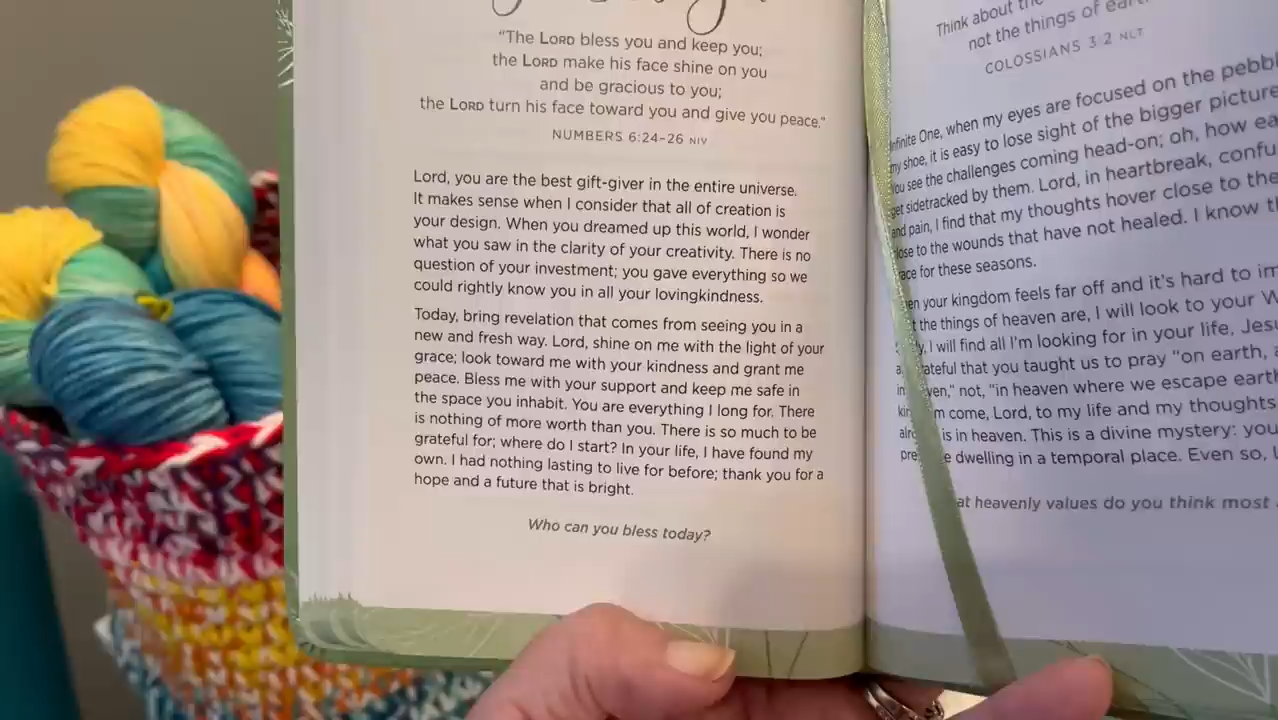 "The LORD bless you and keep you;
the LORD make his face shine on you
and be gracious to you;
the LORD turn his face toward you and give you peace."
NUMBERS 6:24–26 NIV
Lord, you are the best gift-giver in the entire universe.
It makes sense when I consider that all of creation is
your design. When you dreamed up this world, I wonder
what you saw in the clarity of your creativity. There is no
question of your investment; you gave everything so we
could rightly know you in all your lovingkindness.
Today, bring revelation that comes from seeing you in a
new and fresh way. Lord, shine on me with the light of your
grace; look toward me with your kindness and grant me
peace. Bless me with your support and keep me safe in
the space you inhabit. You are everything I long for. There
is nothing of more worth than you. There is so much to be
grateful for; where do I start? In your life, I have found my
own. I had nothing lasting to live for before; thank you for a
hope and a future that is bright.
Who can you bless today?
Think about the
not the things of
COLOSSIANS 3:2 NLT
Infinite One, when my eyes are focused on the
my shoe, it is easy to lose sight of the bigger picture
you see the challenges coming head-on; oh, how
get sidetracked by them. Lord, in heartbreak,
and pain, I find that my thoughts hover close to the
close to the wounds that have not healed. I know
for these seasons.
your kingdom feels far off and it's hard to
the things of heaven are, I will look to your
I will find all I'm looking for in your life,
that you taught us to pray "on earth,
not, "in heaven where we escape
come, Lord, to my life and my thoughts
is in heaven. This is a divine mystery: you
dwelling in a temporal place. Even so,
heavenly values do you think most